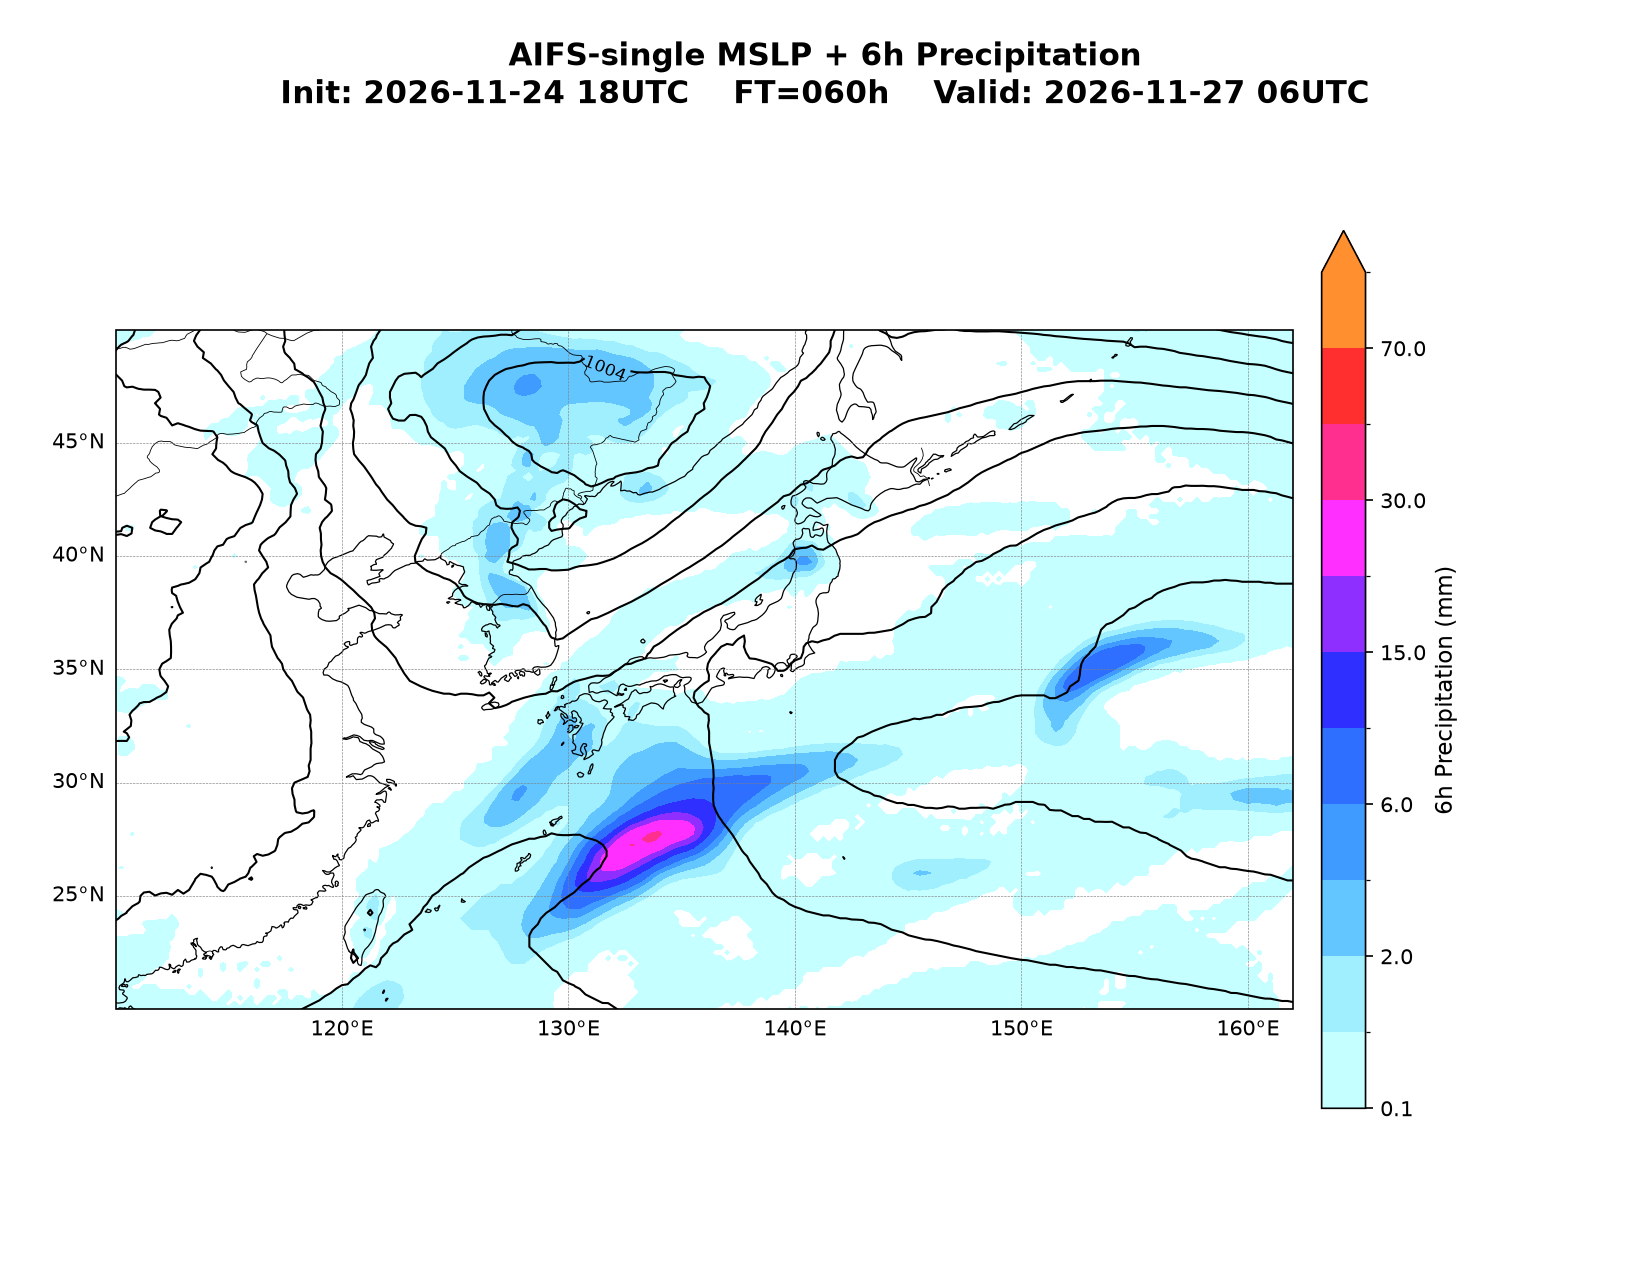 AIFS-single MSLP + 6h Precipitation
Init: 2026-11-24 18UTC    FT=060h    Valid: 2026-11-27 06UTC
1004
45°N
40°N
35°N
30°N
25°N
120°E
130°E
140°E
150°E
160°E
70.0
30.0
15.0
6.0
2.0
0.1
6h Precipitation (mm)